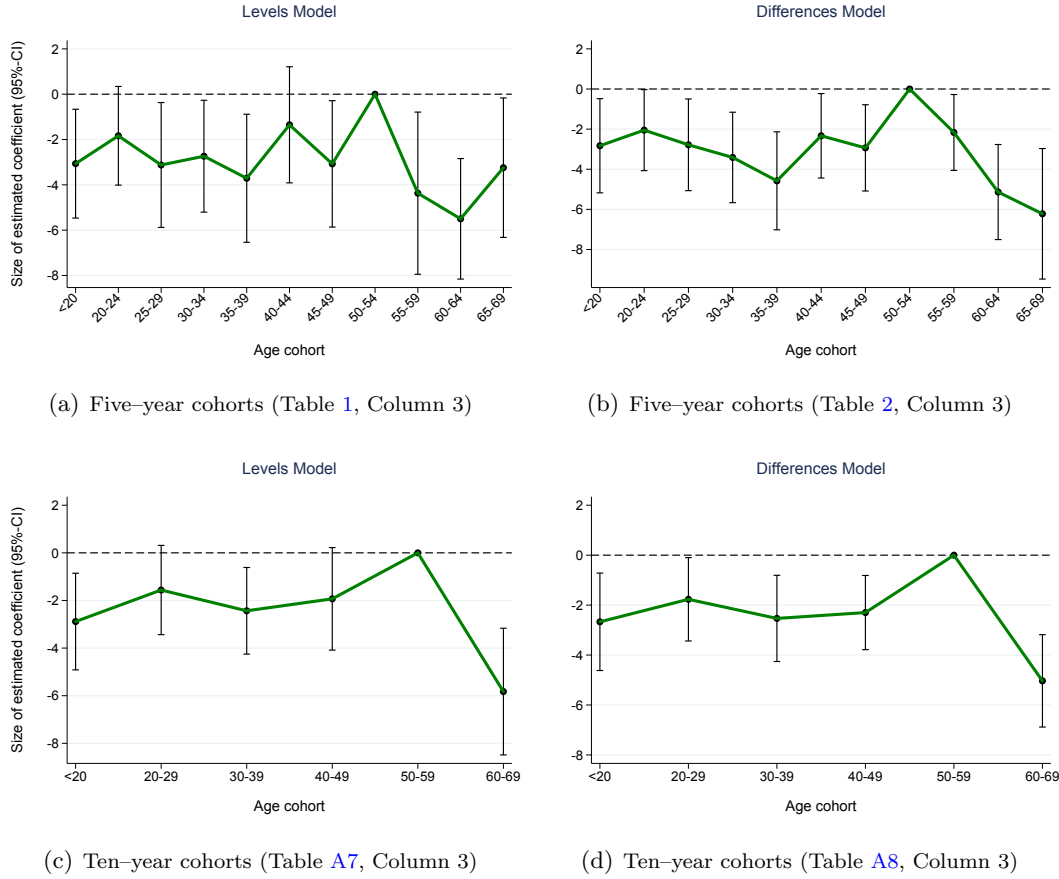 Levels Model
Size of estimated coefficient (95%-CI)
2
0
-2
-4
-6
-8
<20 20-24 25-29 30-34 35-39 40-44 45-49 50-54 55-59 60-64 65-69
Age cohort
(a) Five–year cohorts (Table 1, Column 3)
Differences Model
2
0
-2
-4
-6
-8
<20 20-24 25-29 30-34 35-39 40-44 45-49 50-54 55-59 60-64 65-69
Age cohort
(b) Five–year cohorts (Table 2, Column 3)
Levels Model
Size of estimated coefficient (95%-CI)
2
0
-2
-4
-6
-8
<20 20-29 30-39 40-49 50-59 60-69
Age cohort
(c) Ten–year cohorts (Table A7, Column 3)
Differences Model
2
0
-2
-4
-6
-8
<20 20-29 30-39 40-49 50-59 60-69
Age cohort
(d) Ten–year cohorts (Table A8, Column 3)